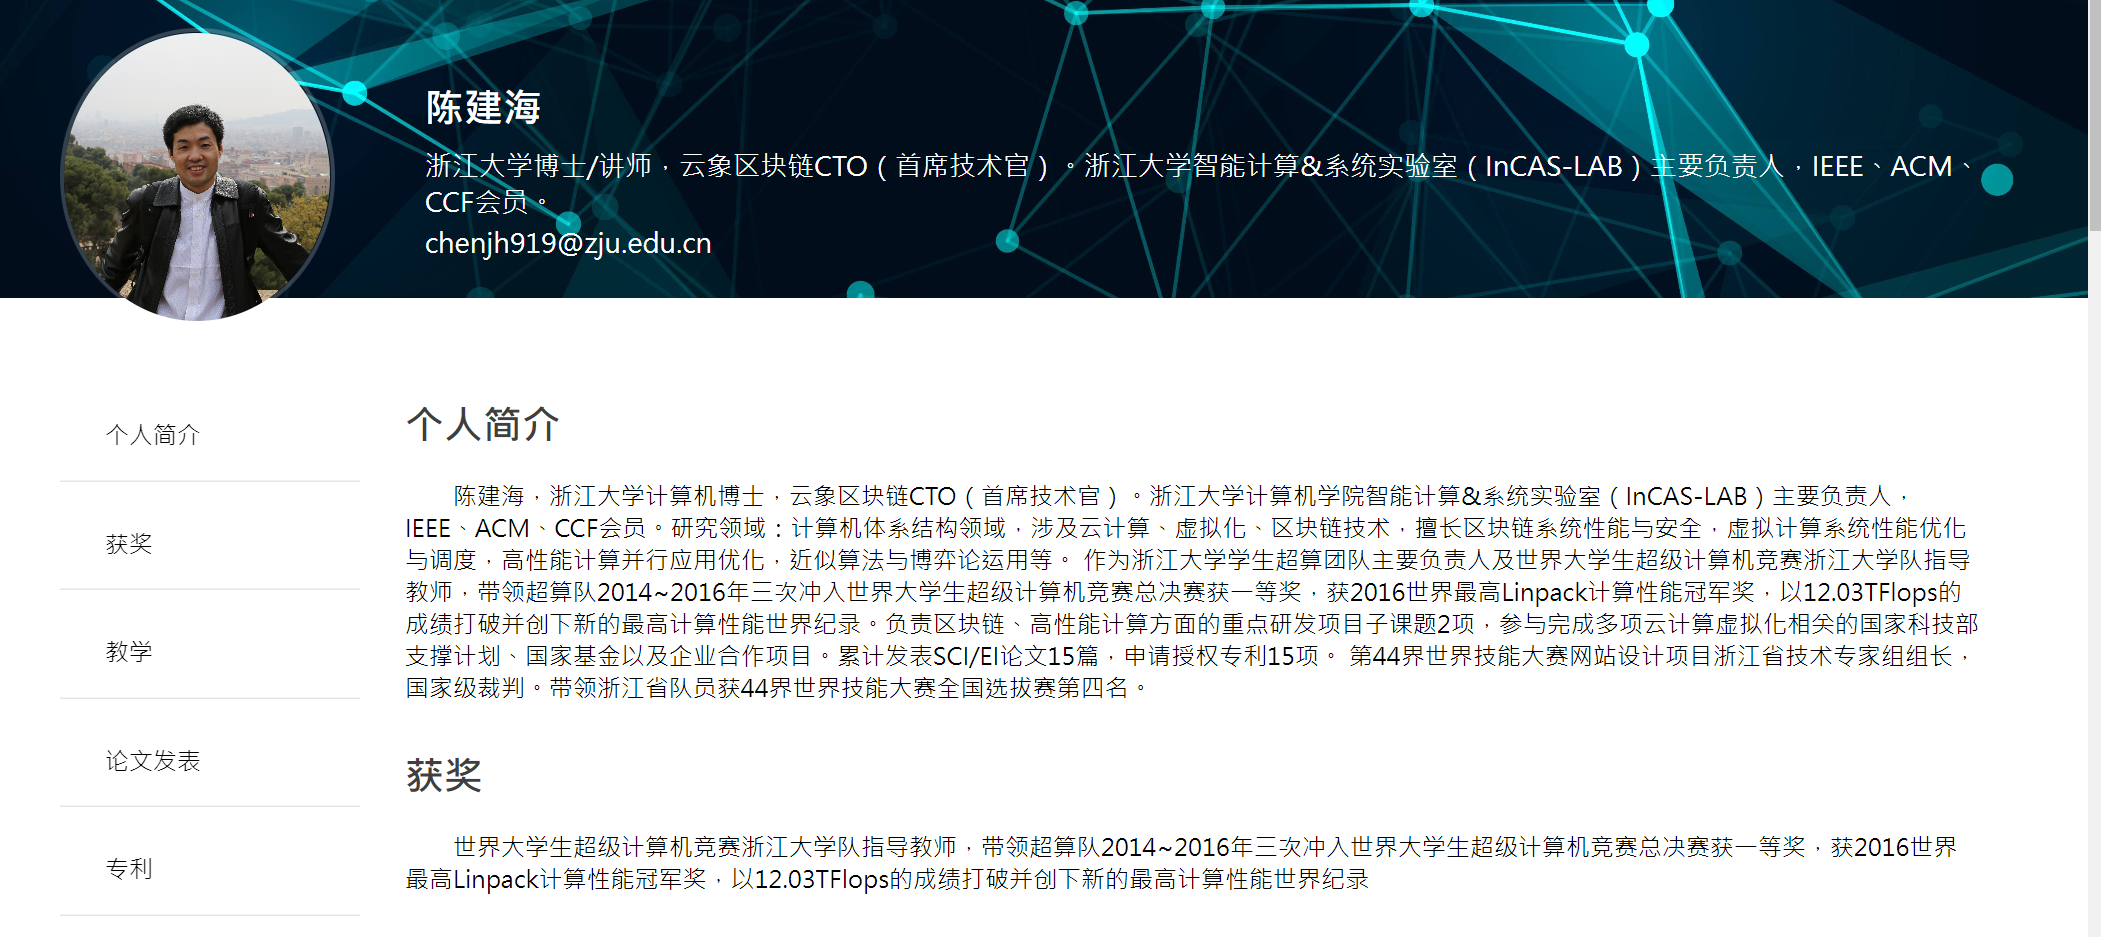 陈建海
浙江大学博士/讲师，云象区块链CTO（首席技术官）。浙江大学智能计算&系统实验室（InCAS-LAB）主要负责人，IEEE、ACM、
CCF会员。
chenjh919@zju.edu.cn
个人简介
获奖
教学
论文发表
专利
个人简介
陈建海，浙江大学计算机博士，云象区块链CTO（首席技术官）。浙江大学计算机学院智能计算&系统实验室（InCAS-LAB）主要负责人，
IEEE、ACM、CCF会员。研究领域：计算机体系结构领域，涉及云计算、虚拟化、区块链技术，擅长区块链系统性能与安全，虚拟计算系统性能优化
与调度，高性能计算并行应用优化，近似算法与博弈论运用等。 作为浙江大学学生超算团队主要负责人及世界大学生超级计算机竞赛浙江大学队指导
教师，带领超算队2014~2016年三次冲入世界大学生超级计算机竞赛总决赛获一等奖，获2016世界最高Linpack计算性能冠军奖，以12.03TFlops的
成绩打破并创下新的最高计算性能世界纪录。负责区块链、高性能计算方面的重点研发项目子课题2项，参与完成多项云计算虚拟化相关的国家科技部
支撑计划、国家基金以及企业合作项目。累计发表SCI/EI论文15篇，申请授权专利15项。 第44界世界技能大赛网站设计项目浙江省技术专家组组长，
国家级裁判。带领浙江省队员获44界世界技能大赛全国选拔赛第四名。
获奖
世界大学生超级计算机竞赛浙江大学队指导教师，带领超算队2014~2016年三次冲入世界大学生超级计算机竞赛总决赛获一等奖，获2016世界
最高Linpack计算性能冠军奖，以12.03TFlops的成绩打破并创下新的最高计算性能世界纪录